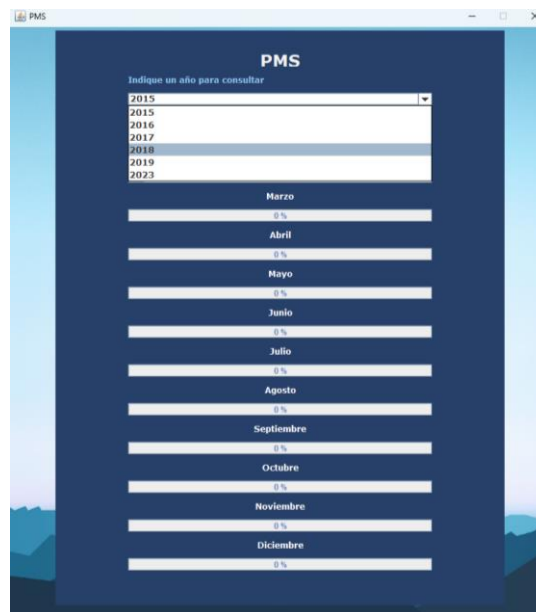 PMS
PMS
Indique un año para consultar
2015
2015
2016
2017
2018
2019
2023
Marzo
0 %
Abril
0 %
Mayo
0 %
Junio
0 %
Julio
0 %
Agosto
0 %
Septiembre
0 %
Octubre
0 %
Noviembre
0 %
Diciembre
0 %